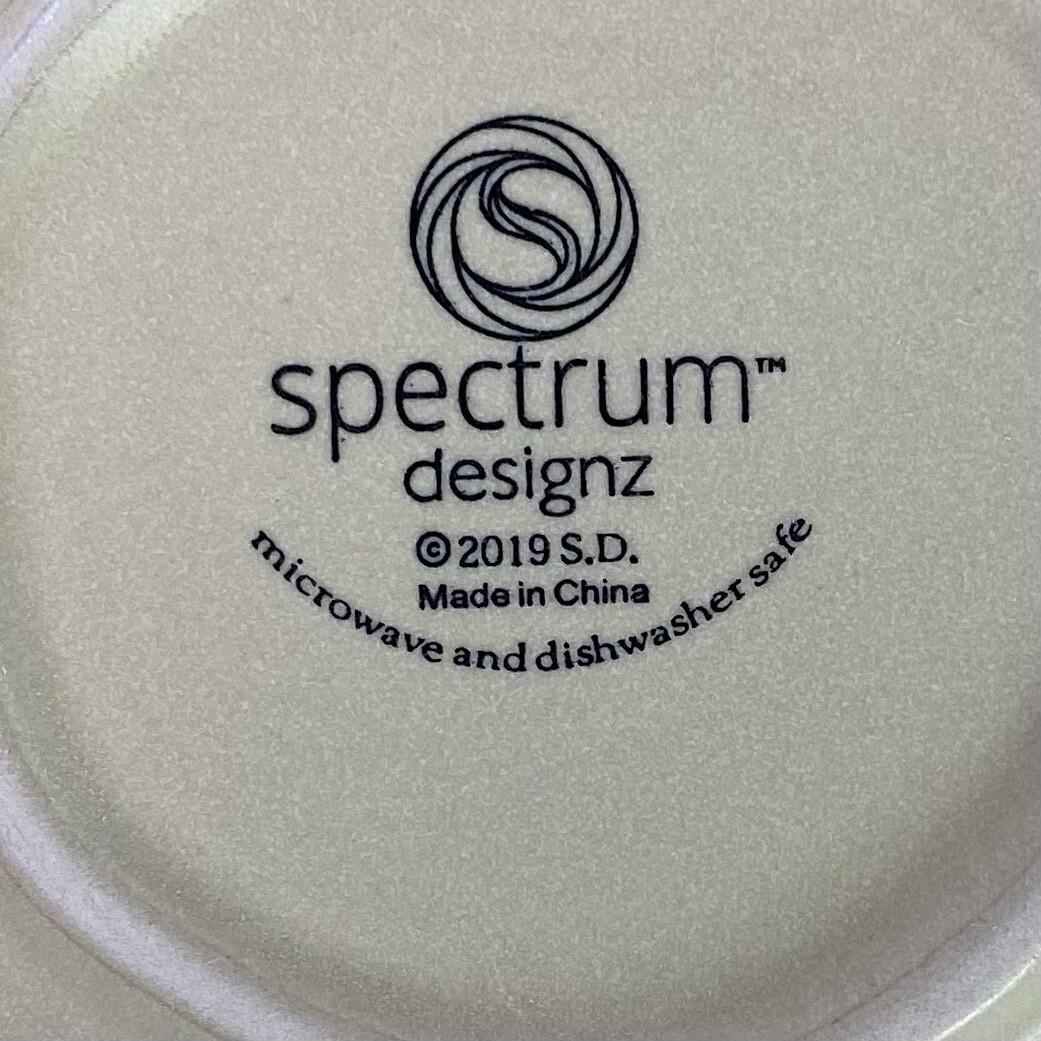 S
spectrum™
designz
©2019 S.D.
Made in China
microwave and dishwasher safe